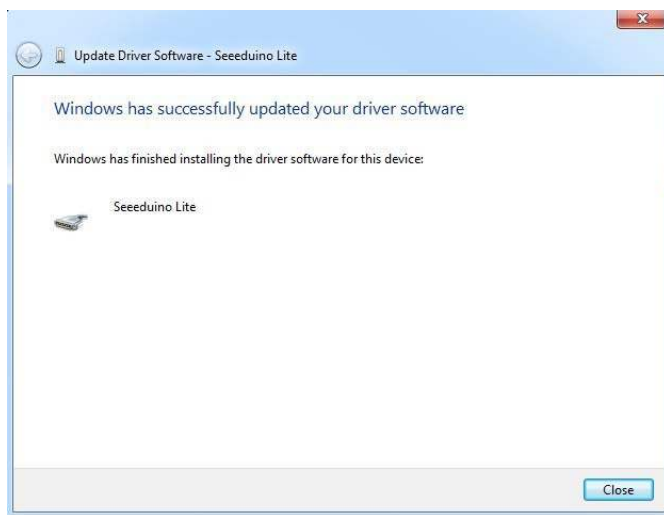 Update Driver Software - Seeeduino Lite
Windows has successfully updated your driver software
Windows has finished installing the driver software for this device:
Seeeduino Lite
Close